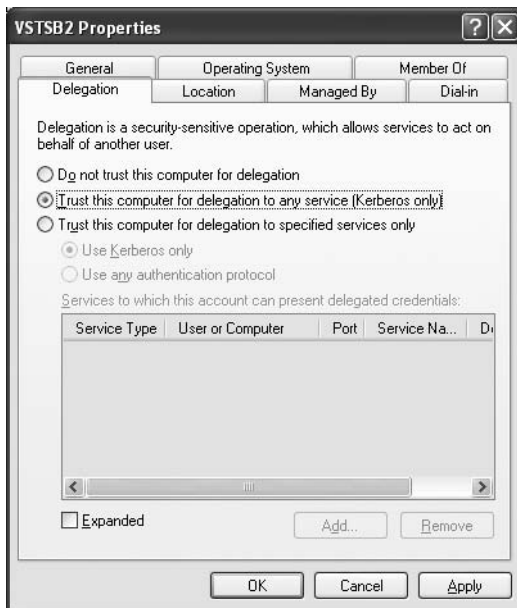 VSTSB2 Properties
General Operating System Member Of
Delegation Location Managed By Dial-in
Delegation is a security-sensitive operation, which allows services to act on
behalf of another user.
Do not trust this computer for delegation
Trust this computer for delegation to any service (Kerberos only)
Trust this computer for delegation to specified services only
Use Kerberos only
Use any authentication protocol
Services to which this account can present delegated credentials:
Service Type User or Computer Port Service Na...
Expanded Add... Remove
OK Cancel Apply